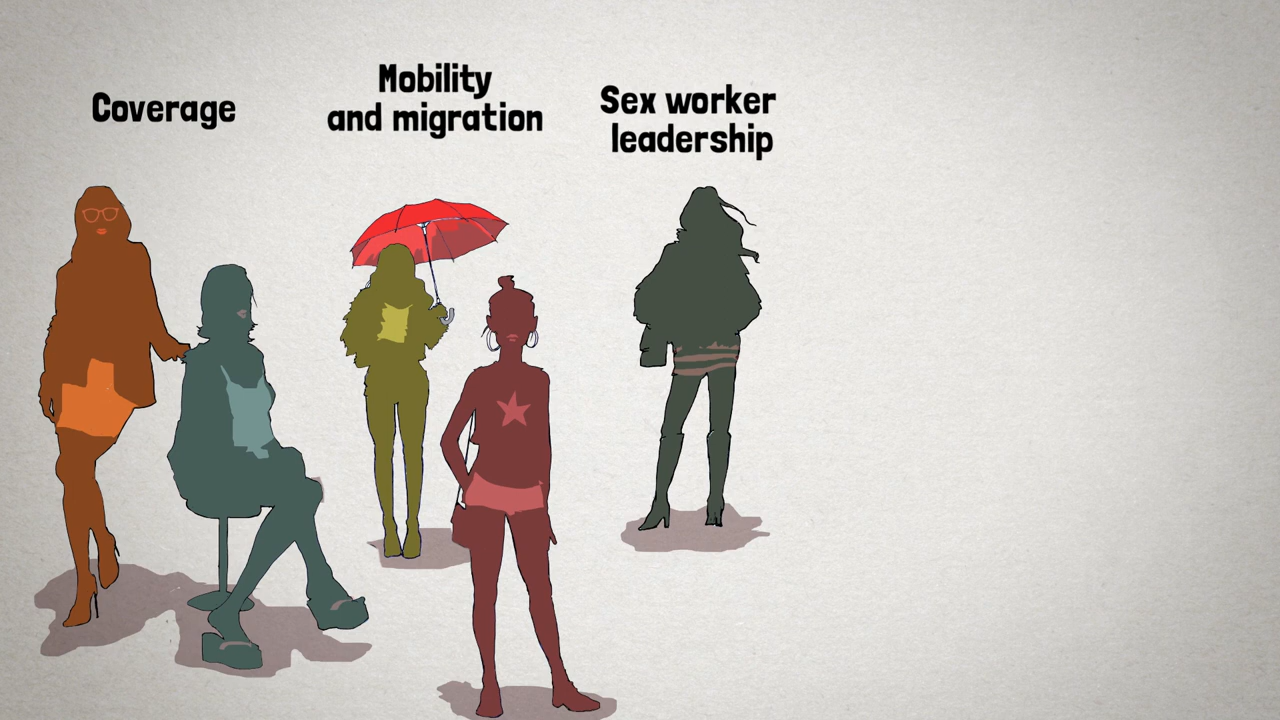 Coverage
Mobility
and migration
Sex worker
leadership